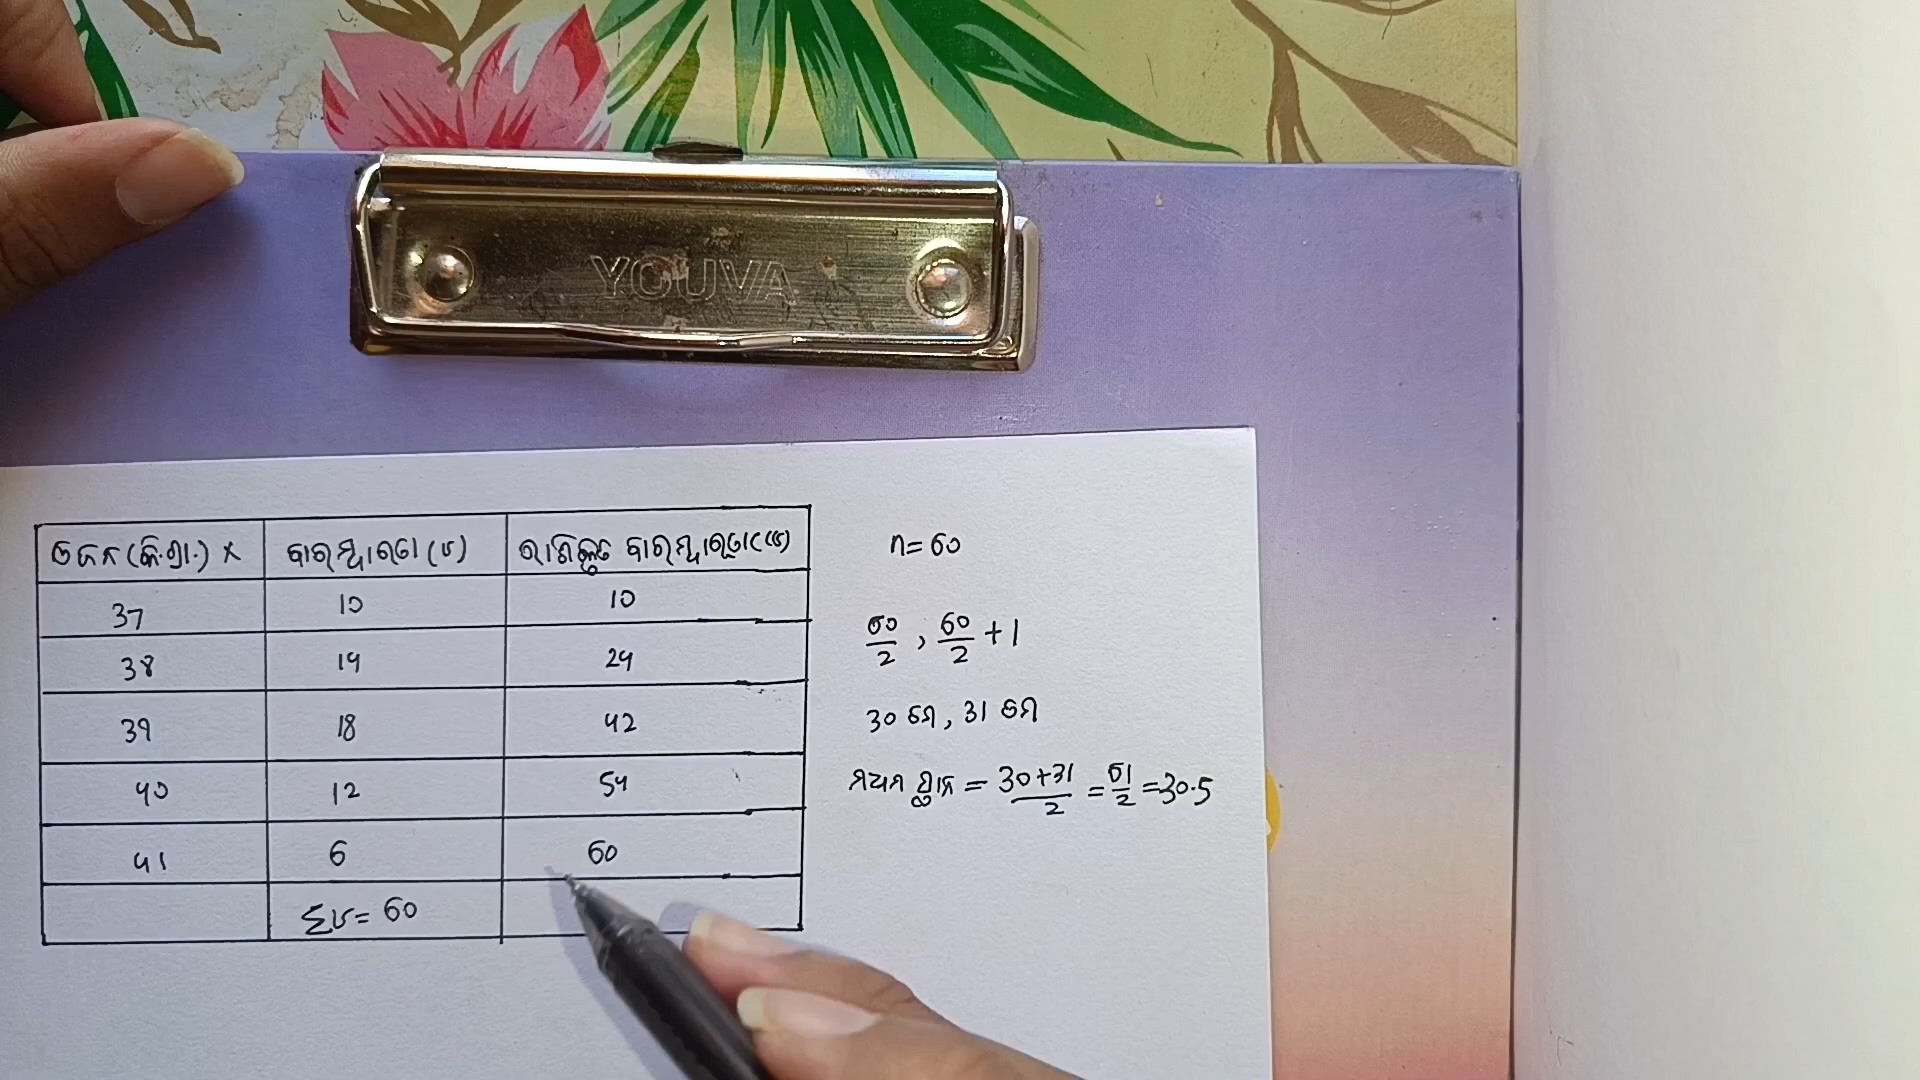 YOUVA
ଓଜନ (କି.ଗ୍ରା.) x ବାରମ୍ବାରତା (f) ରାଶିକୃତ ବାରମ୍ବାରତା (cf)
37 10 10
38 14 24
39 18 42
40 12 54
41 6 60
Σf = 60
n = 60
60/2 , 60/2 + 1
30 ତମ, 31 ତମ
ମଧ୍ୟମ ସ୍ଥାନ = 30+31/2 = 61/2 = 30.5